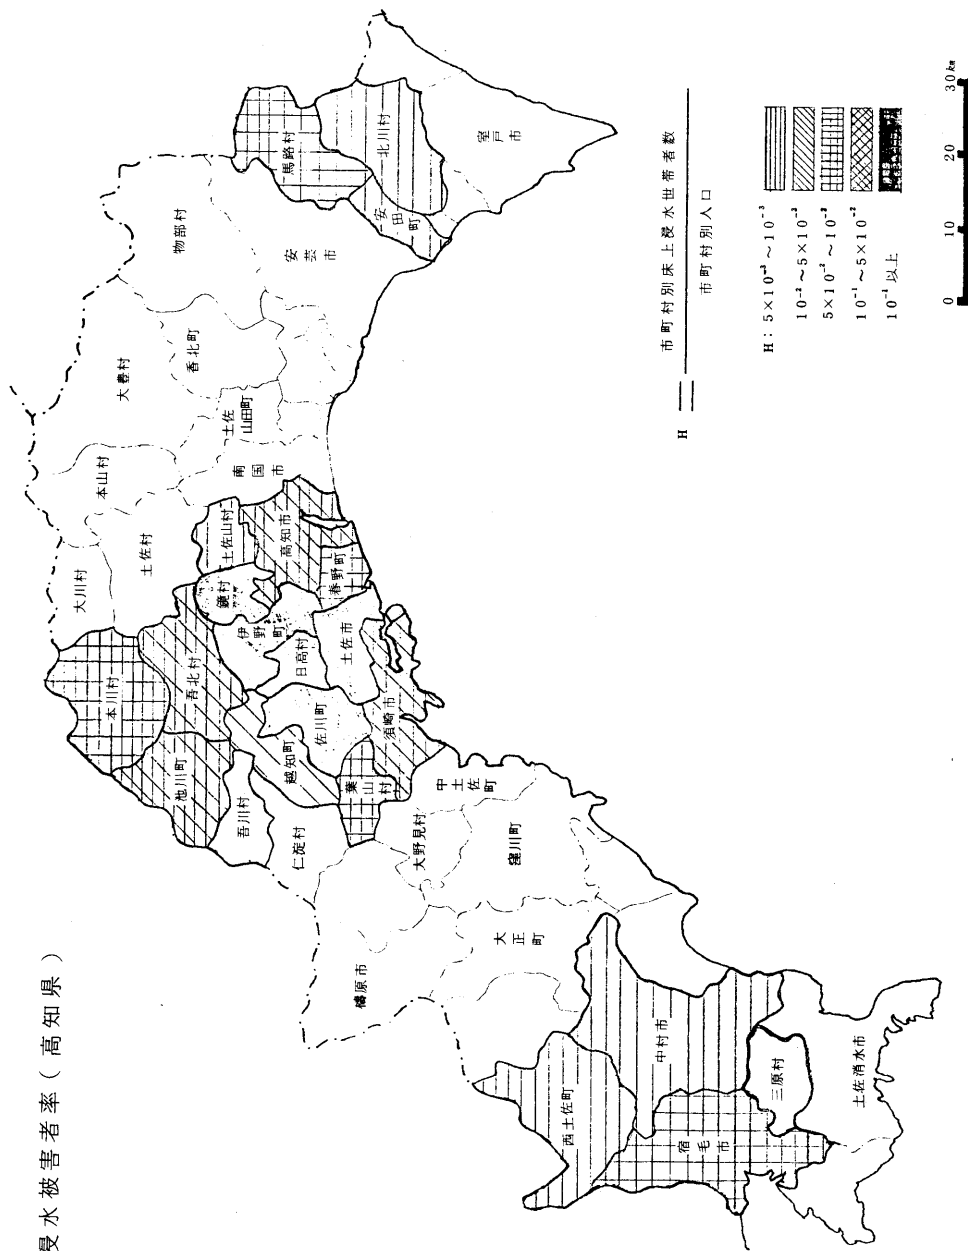 浸水被害者率（高知県）
馬路村
北川村
室戸市
安田町
安芸市
物部村
香北町
大豊村
土佐山田町
南国市
本山村
土佐村
大川村
土佐山村
高知市
春野町
鏡村
伊野町
日高村
土佐市
本川村
吾北村
池川町
吾川村
越知町
佐川町
須崎市
葉山村
仁淀村
中土佐町
大野見村
窪川町
大正町
梼原市
中村市
西土佐町
宿毛市
三原村
土佐清水市
H = 市町村別床上浸水世帯者数
市町村別人口
H： 5×10⁻³～10⁻³
10⁻²～5×10⁻³
5×10⁻²～10⁻²
10⁻¹～5×10⁻²
10⁻¹以上
0 10 20 30km